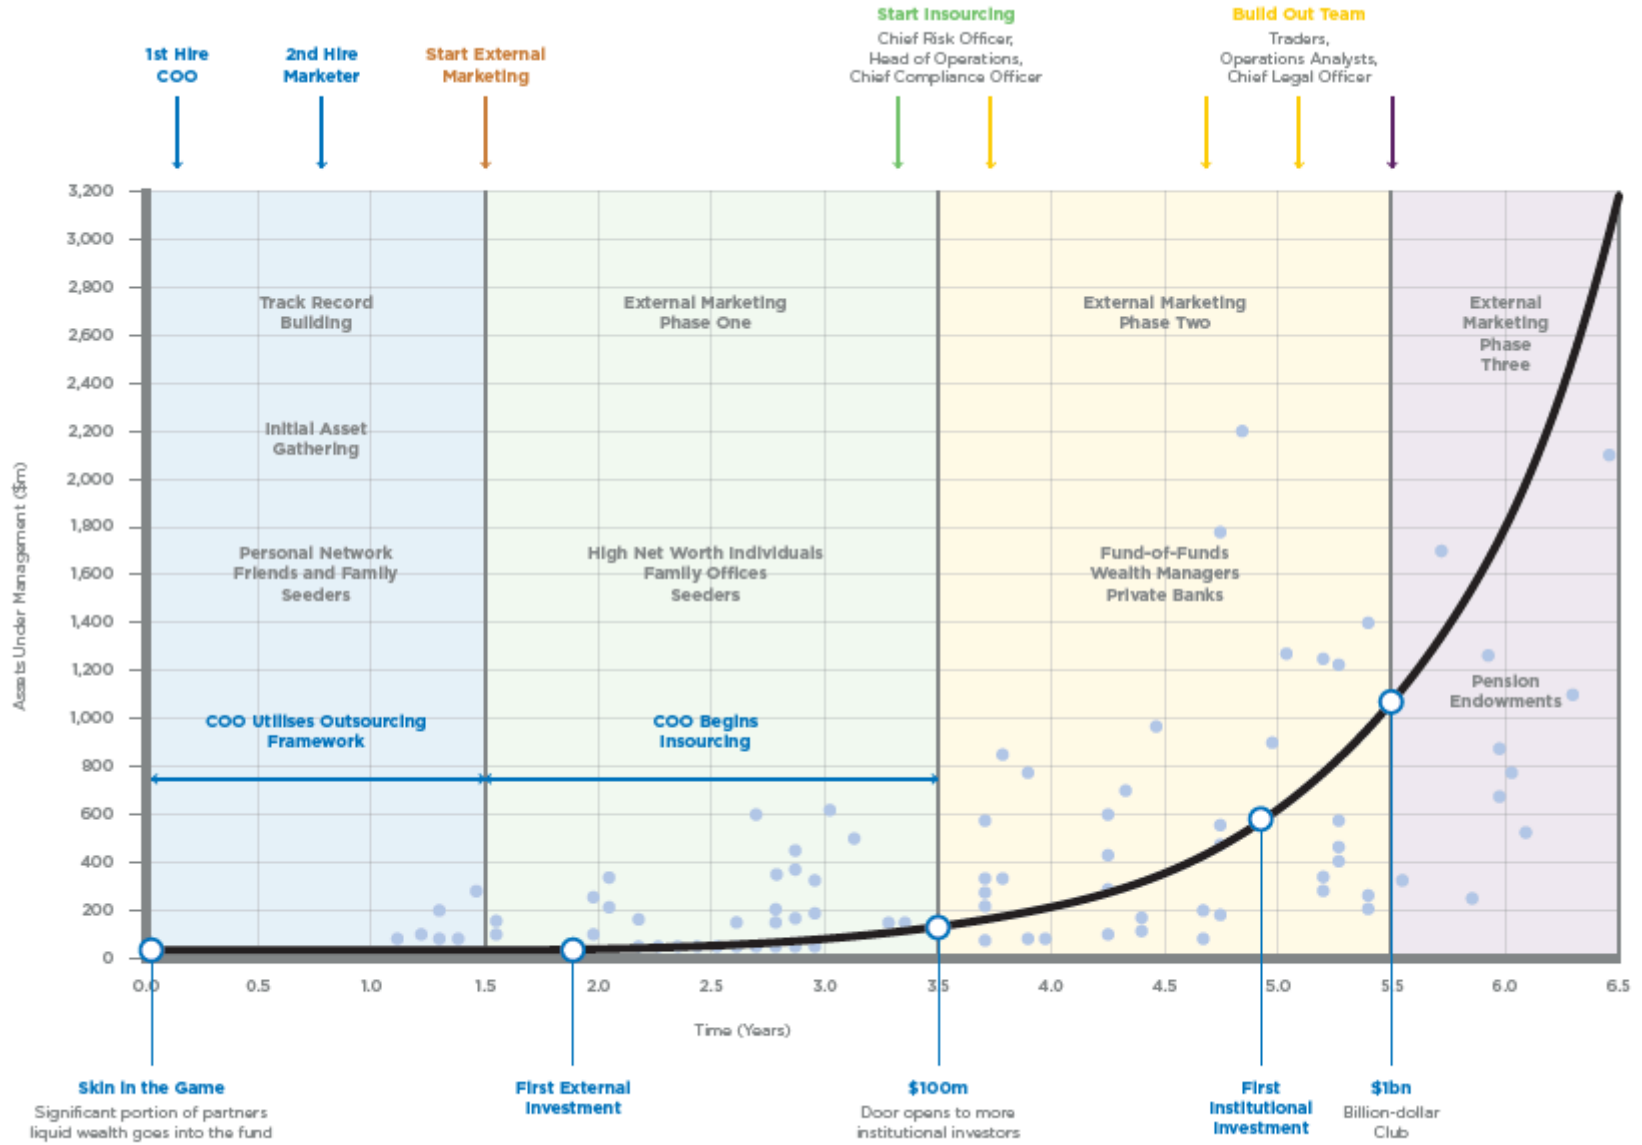 1st Hire
COO
2nd Hire
Marketer
Start External
Marketing
Start Insourcing
Chief Risk Officer,
Head of Operations,
Chief Compliance Officer
Build Out Team
Traders,
Operations Analysts,
Chief Legal Officer
Assets Under Management ($m)
3,200
3,000
2,800
2,600
2,400
2,200
2,000
1,800
1,600
1,400
1,200
1,000
800
600
400
200
0
Track Record
Building
Initial Asset
Gathering
Personal Network
Friends and Family
Seeders
COO Utilises Outsourcing
Framework
External Marketing
Phase One
High Net Worth Individuals
Family Offices
Seeders
COO Begins
Insourcing
External Marketing
Phase Two
Fund-of-Funds
Wealth Managers
Private Banks
External
Marketing
Phase
Three
Pension
Endowments
0.0 0.5 1.0 1.5 2.0 2.5 3.0 3.5 4.0 4.5 5.0 5.5 6.0 6.5
Time (Years)
Skin in the Game
Significant portion of partners
liquid wealth goes into the fund
First External
Investment
$100m
Door opens to more
institutional investors
First
Institutional
Investment
$1bn
Billion-dollar
Club